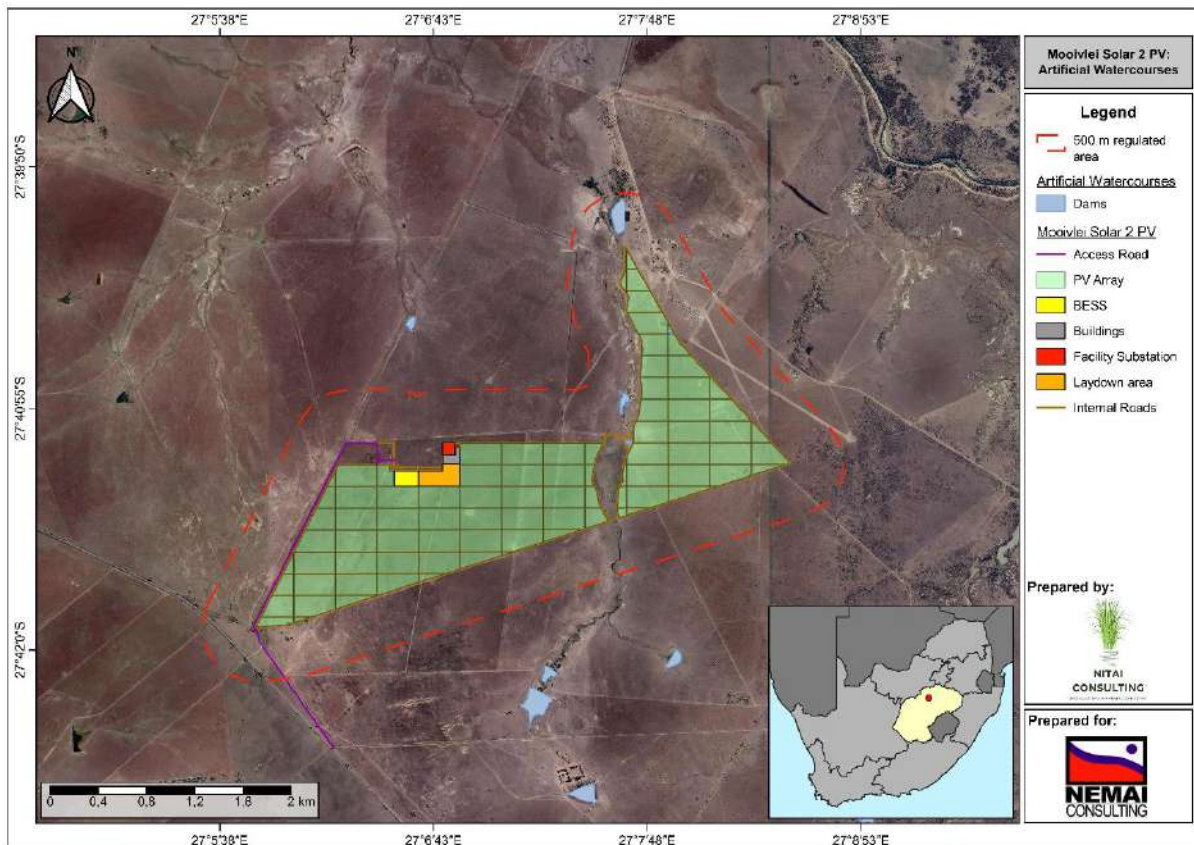 27°5'38"E
27°6'43"E
27°7'48"E
27°8'53"E
N
27°39'50"S
27°40'55"S
27°42'0"S
0
0,4
0,8
1,2
1,6
2 km
27°5'38"E
27°6'43"E
27°7'48"E
27°8'53"E
Mooivlei Solar 2 PV:
Artificial Watercourses
Legend
500 m regulated
area
Artificial Watercourses
Dams
Mooivlei Solar 2 PV
Access Road
PV Array
BESS
Buildings
Facility Substation
Laydown area
Internal Roads
Prepared by:
NITAI
CONSULTING
Prepared for:
NEMAI
CONSULTING